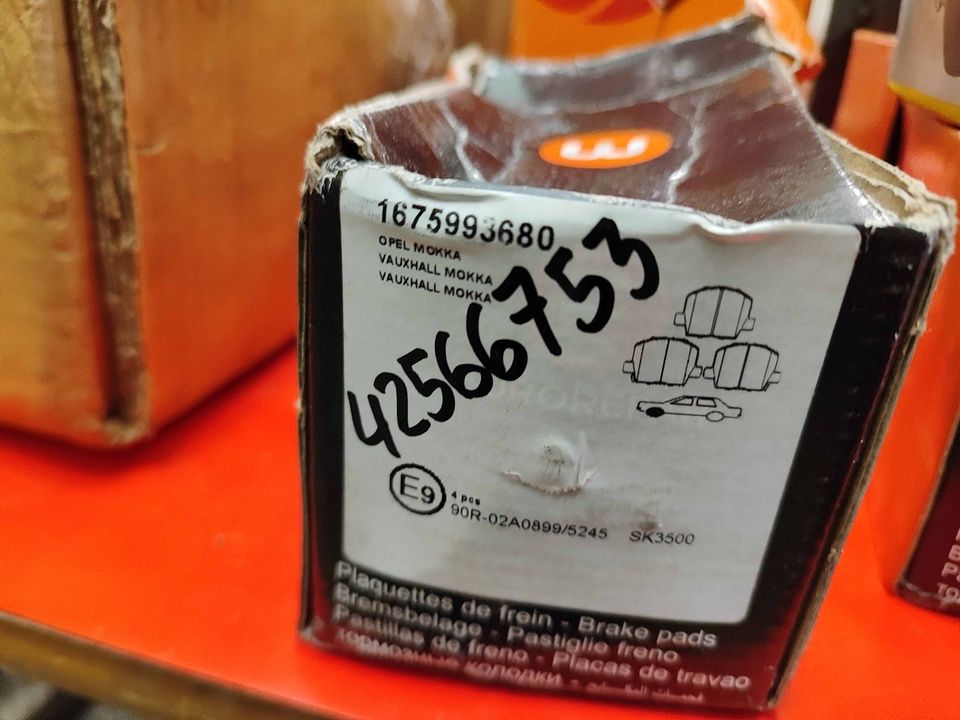 1675993680
OPEL MOKKA
VAUXHALL MOKKA
VAUXHALL MOKKA
42566753
E9
4 pcs
90R-02A0899/5245 SK3500
Plaquettes de frein - Brake pads
Bremsbelage - Pastiglie freno
Pastillas de freno - Placas de travao
тормозные колодки -